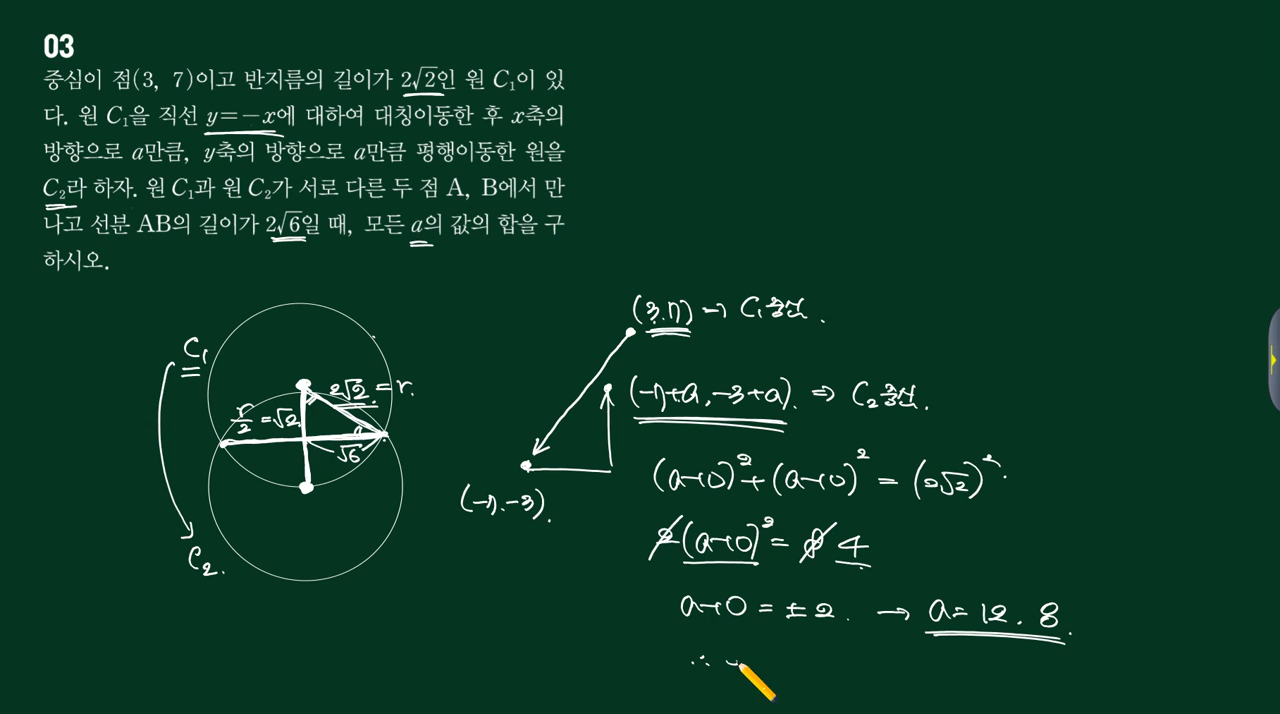 03
중심이 점(3, 7)이고 반지름의 길이가 2√2인 원 C₁이 있
다. 원 C₁을 직선 y=−x에 대하여 대칭이동한 후 x축의
방향으로 a만큼, y축의 방향으로 a만큼 평행이동한 원을
C₂라 하자. 원 C₁과 원 C₂가 서로 다른 두 점 A, B에서 만
나고 선분 AB의 길이가 2√6일 때, 모든 a의 값의 합을 구
하시오.
C₁
2√2 = r.
r/2 = √2
√6
C₂.
(3.7) → C₁중심.
(-7+a, -3+a). ⇒ C₂중심.
(-7.-3).
(a-10)²+(a-10)² = (2√2)².
2(a-10)² = 8 4
a-10 = ±2. → a= 12. 8.
∴